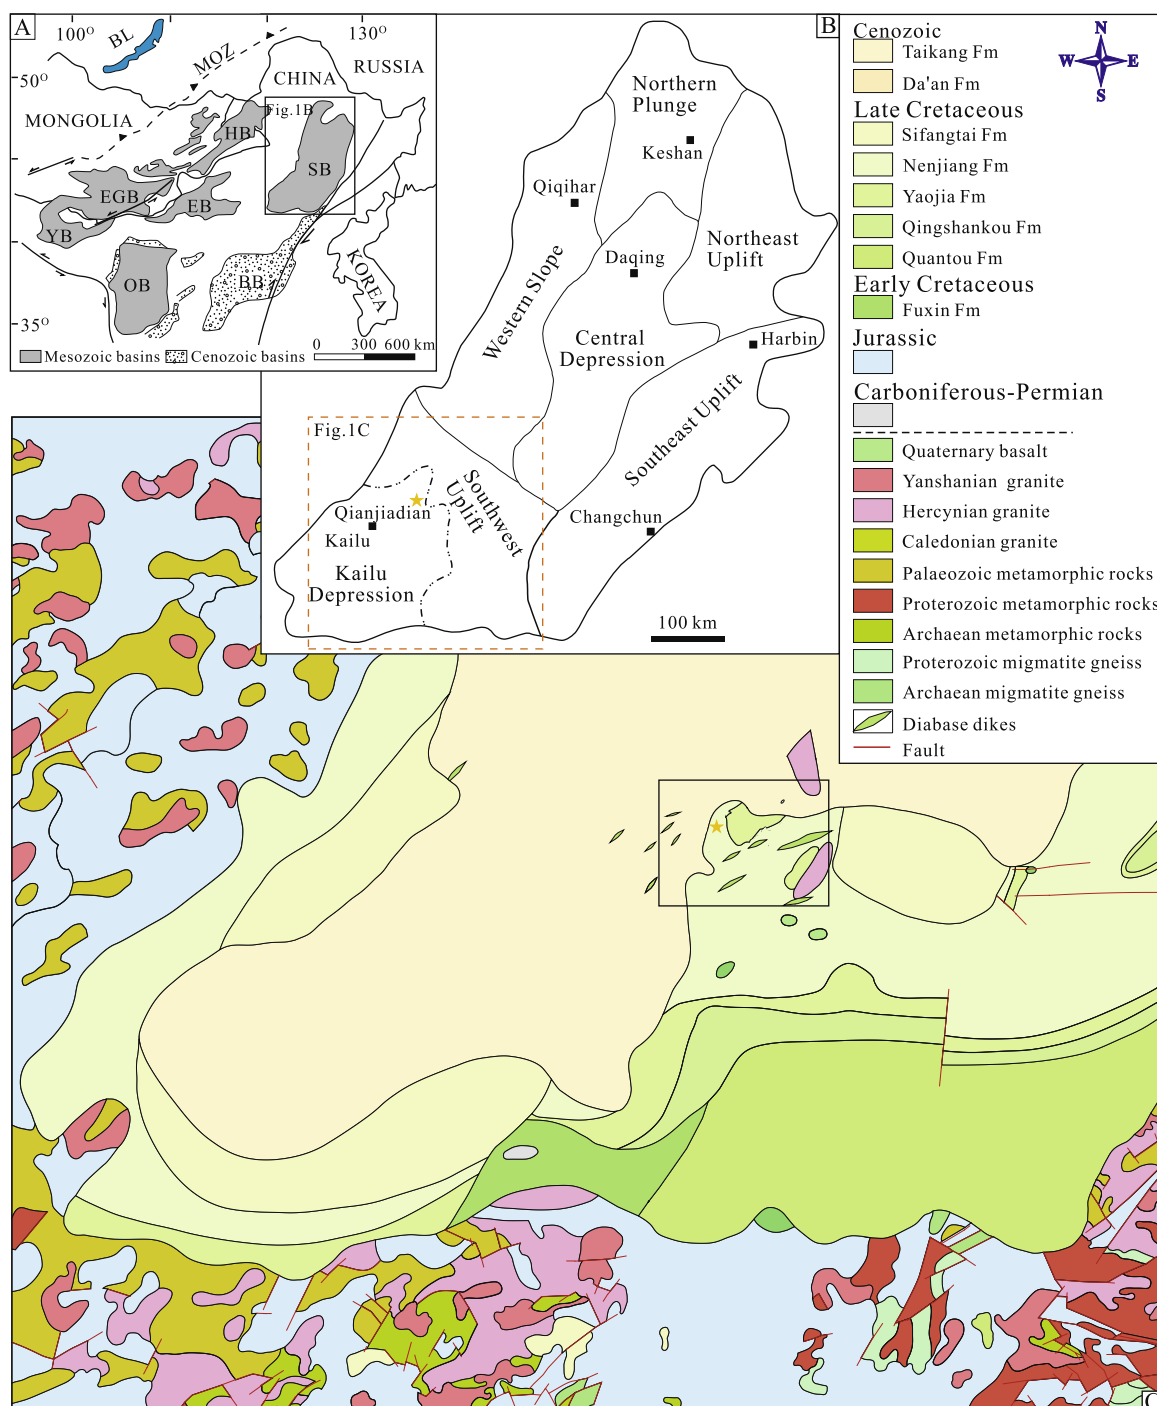 A
100°
130°
BL
MOZ
50°
CHINA
RUSSIA
Fig.1B
MONGOLIA
HB
SB
EGB
EB
YB
OB
BB
KOREA
35°
Mesozoic basins
Cenozoic basins
0 300 600 km
B
Northern
Plunge
Keshan
Qiqihar
Northeast
Uplift
Daqing
Western Slope
Central
Depression
Harbin
Southeast Uplift
Fig.1C
Southwest
Uplift
Qianjiadian
Kailu
Changchun
Kailu
Depression
100 km
N
W
E
S
Cenozoic
Taikang Fm
Da'an Fm
Late Cretaceous
Sifangtai Fm
Nenjiang Fm
Yaojia Fm
Qingshankou Fm
Quantou Fm
Early Cretaceous
Fuxin Fm
Jurassic
Carboniferous-Permian
Quaternary basalt
Yanshanian granite
Hercynian granite
Caledonian granite
Palaeozoic metamorphic rocks
Proterozoic metamorphic rocks
Archaean metamorphic rocks
Proterozoic migmatite gneiss
Archaean migmatite gneiss
Diabase dikes
Fault
C